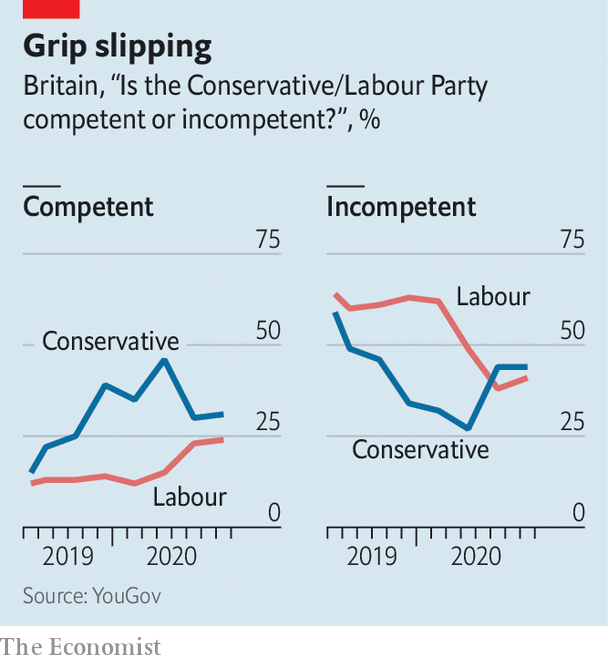 Grip slipping
Britain, “Is the Conservative/Labour Party
competent or incompetent?”, %
Competent
75
Conservative
50
25
Labour
0
2019
2020
Incompetent
75
Labour
50
25
Conservative
0
2019
2020
Source: YouGov
The Economist